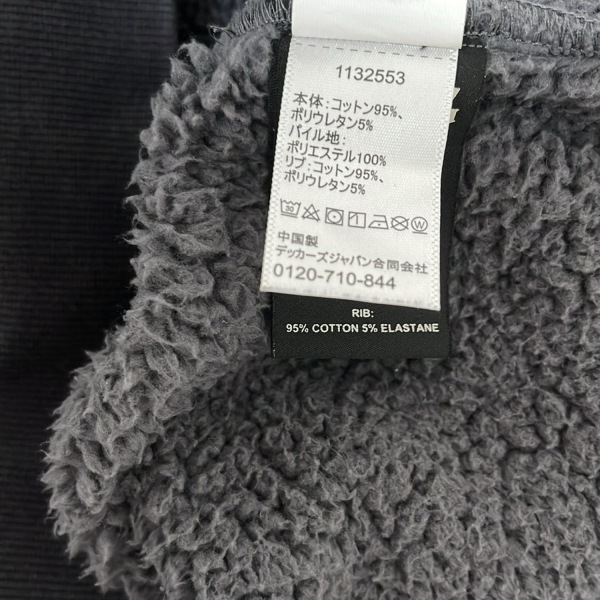 1132553
本体：コットン95%、
ポリウレタン5%
パイル地：
ポリエステル100%
リブ：コットン95%、
ポリウレタン5%
中国製
デッカーズジャパン合同会社
0120-710-844
RIB:
95% COTTON 5% ELASTANE